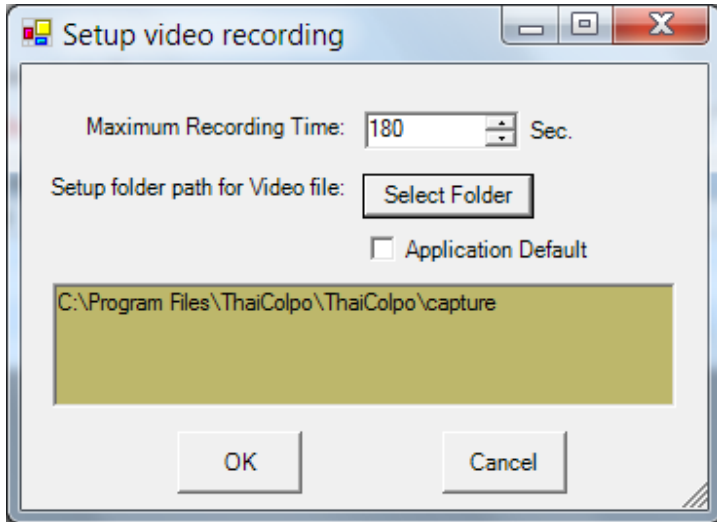 Setup video recording
Maximum Recording Time: 180 Sec.
Setup folder path for Video file: Select Folder
Application Default
C:\Program Files\ThaiColpo\ThaiColpo\capture
OK Cancel